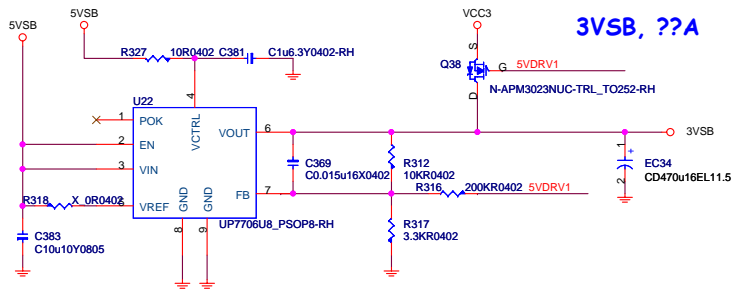 5VSB
5VSB
VCC3
3VSB, ??A
R327
10R0402
C381
C1u6.3Y0402-RH
S
Q38
G
5VDRV1
D
N-APM3023NUC-TRL_TO252-RH
4
U22
1
POK
VCTRL
VOUT
6
3VSB
2
EN
3
VIN
C369
C0.015u16X0402
R312
10KR0402
1
+
EC34
2
CD470u16EL11.5
R318
X_0R0402
5
VREF
GND
GND
FB
7
R316
200KR0402
5VDRV1
UP7706U8_PSOP8-RH
8
9
C383
C10u10Y0805
R317
3.3KR0402